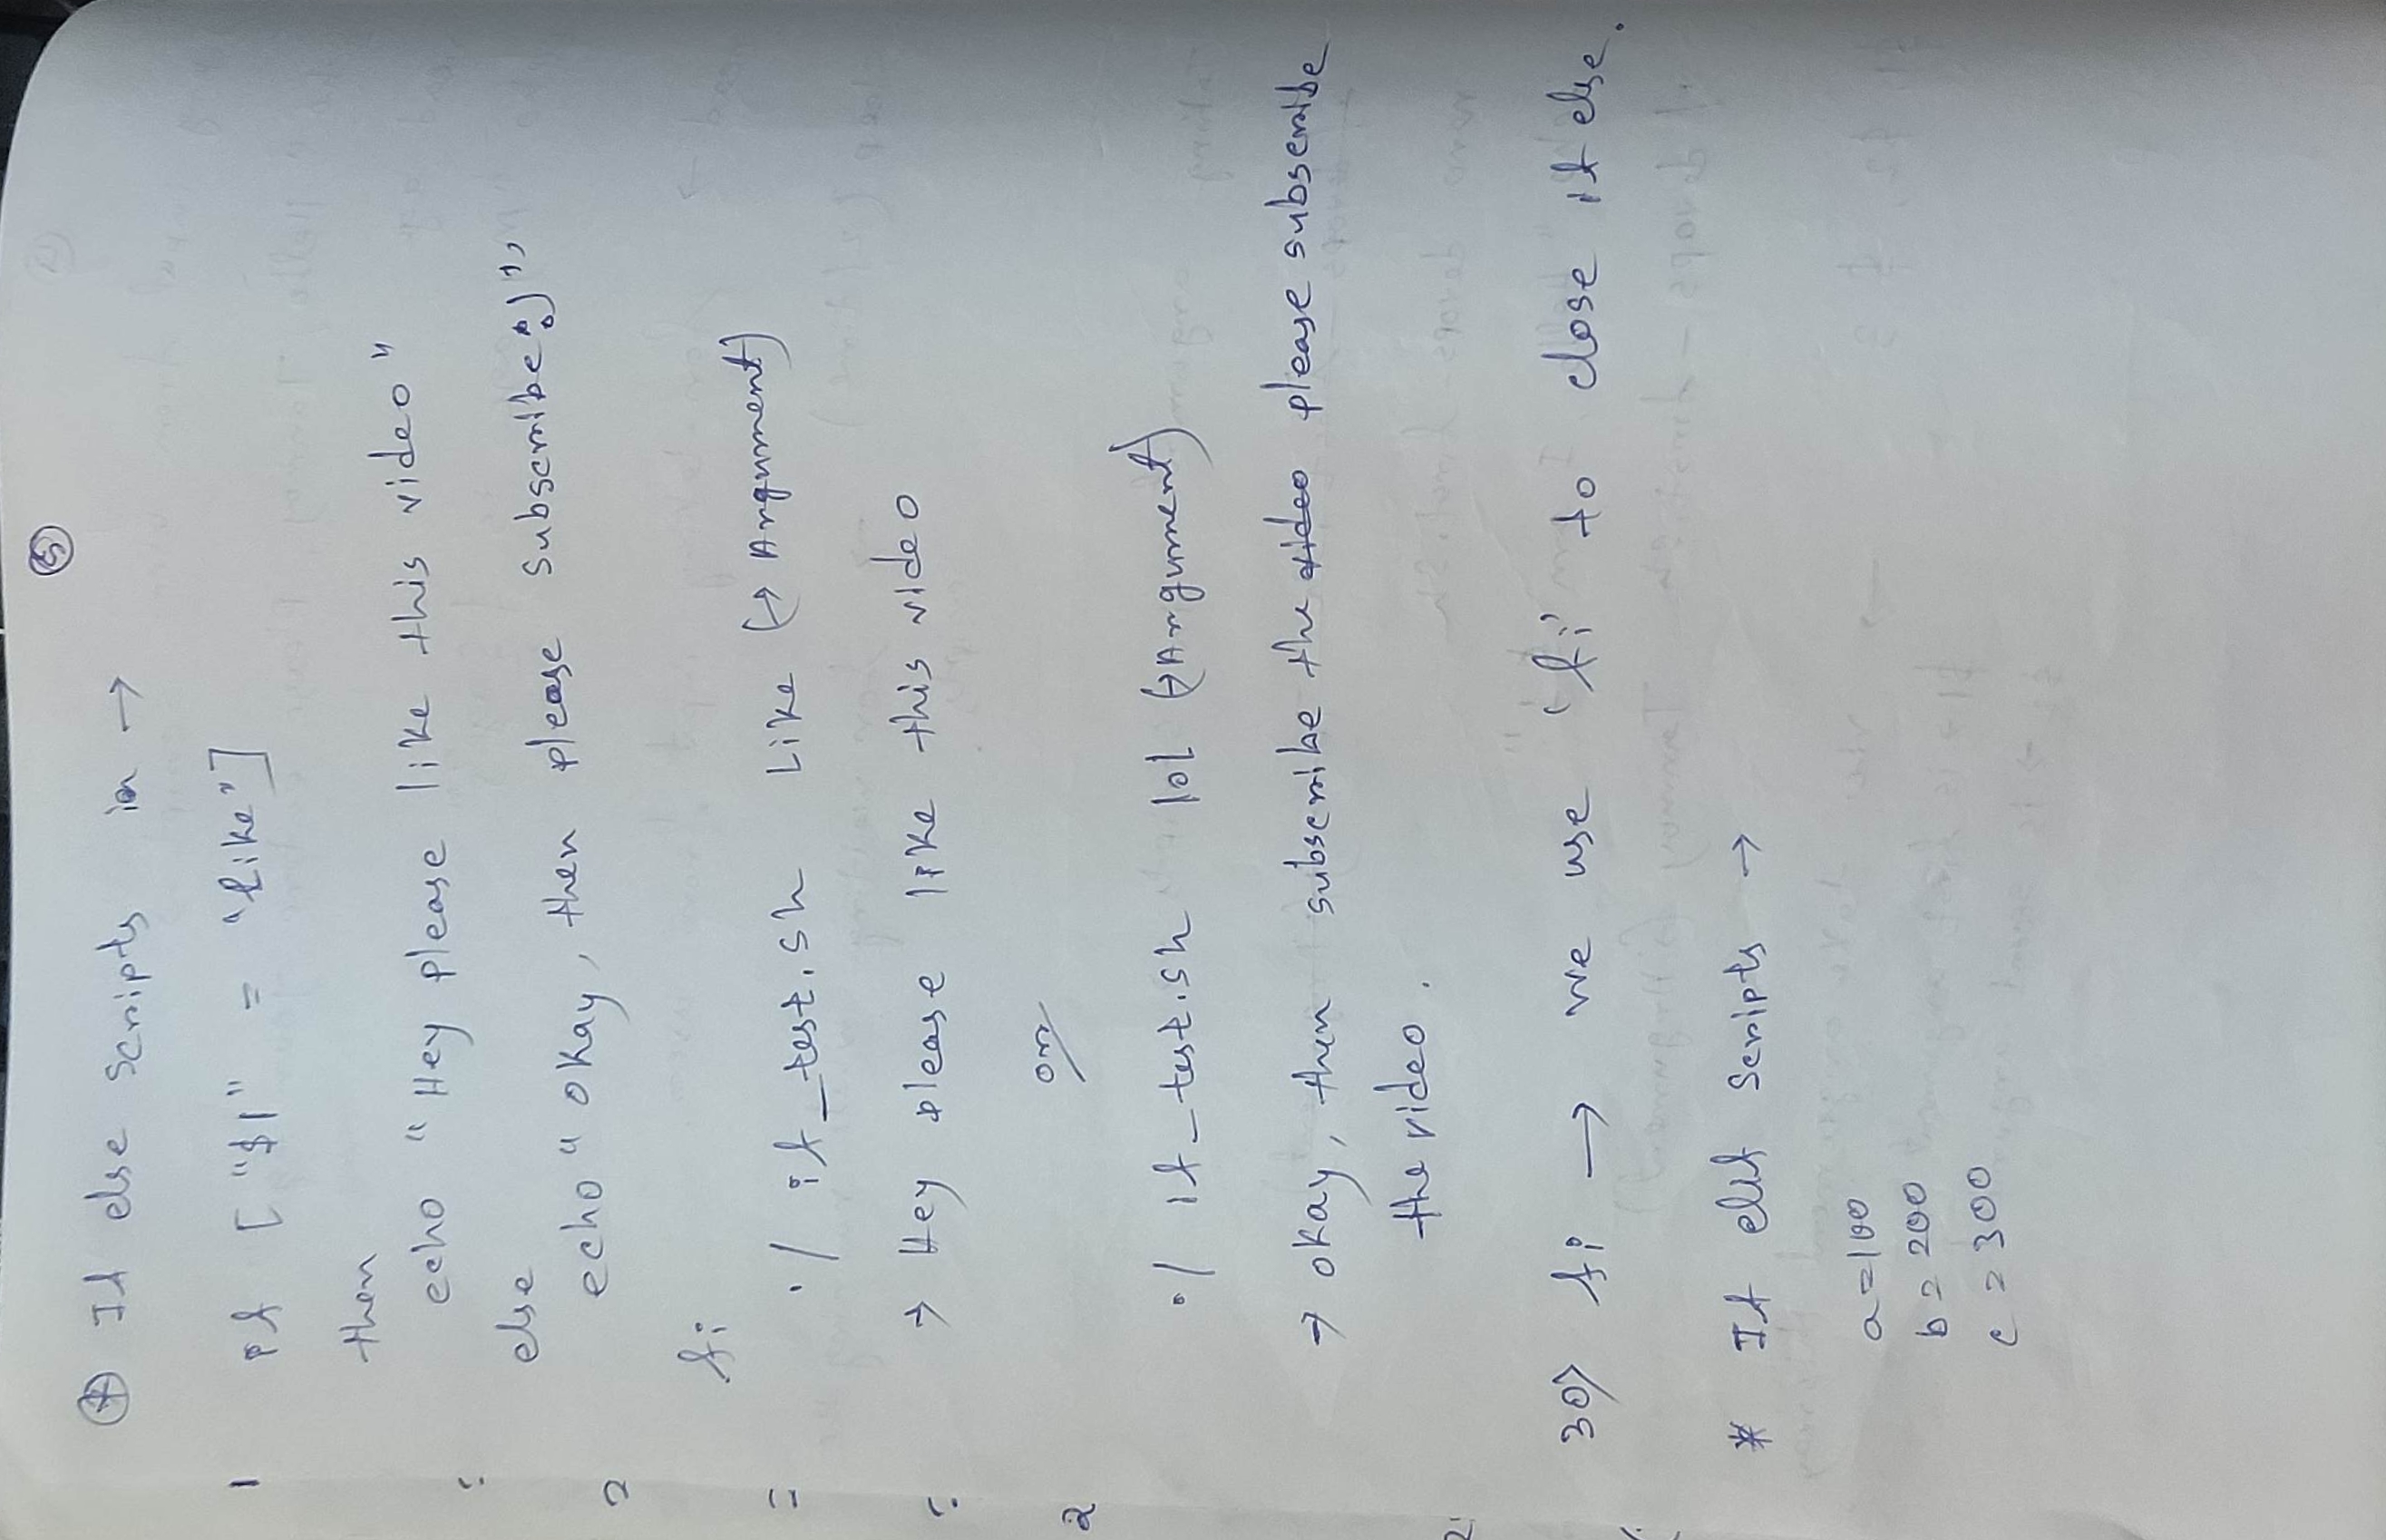 5
* If else scripts in →
if ["$1" = "like"]
then
echo "Hey please like this video"
else
echo "okay, then please subscribe :)"
fi
./ if_test.sh Like (→ Argument)
→ Hey please like this video
or
./ if_test.sh lol (→ Argument)
→ okay, then subscribe the video please subscribe
the video.
30> fi → we use 'fi' to close if else.
* If elif scripts →
a=100
b=200
c=300